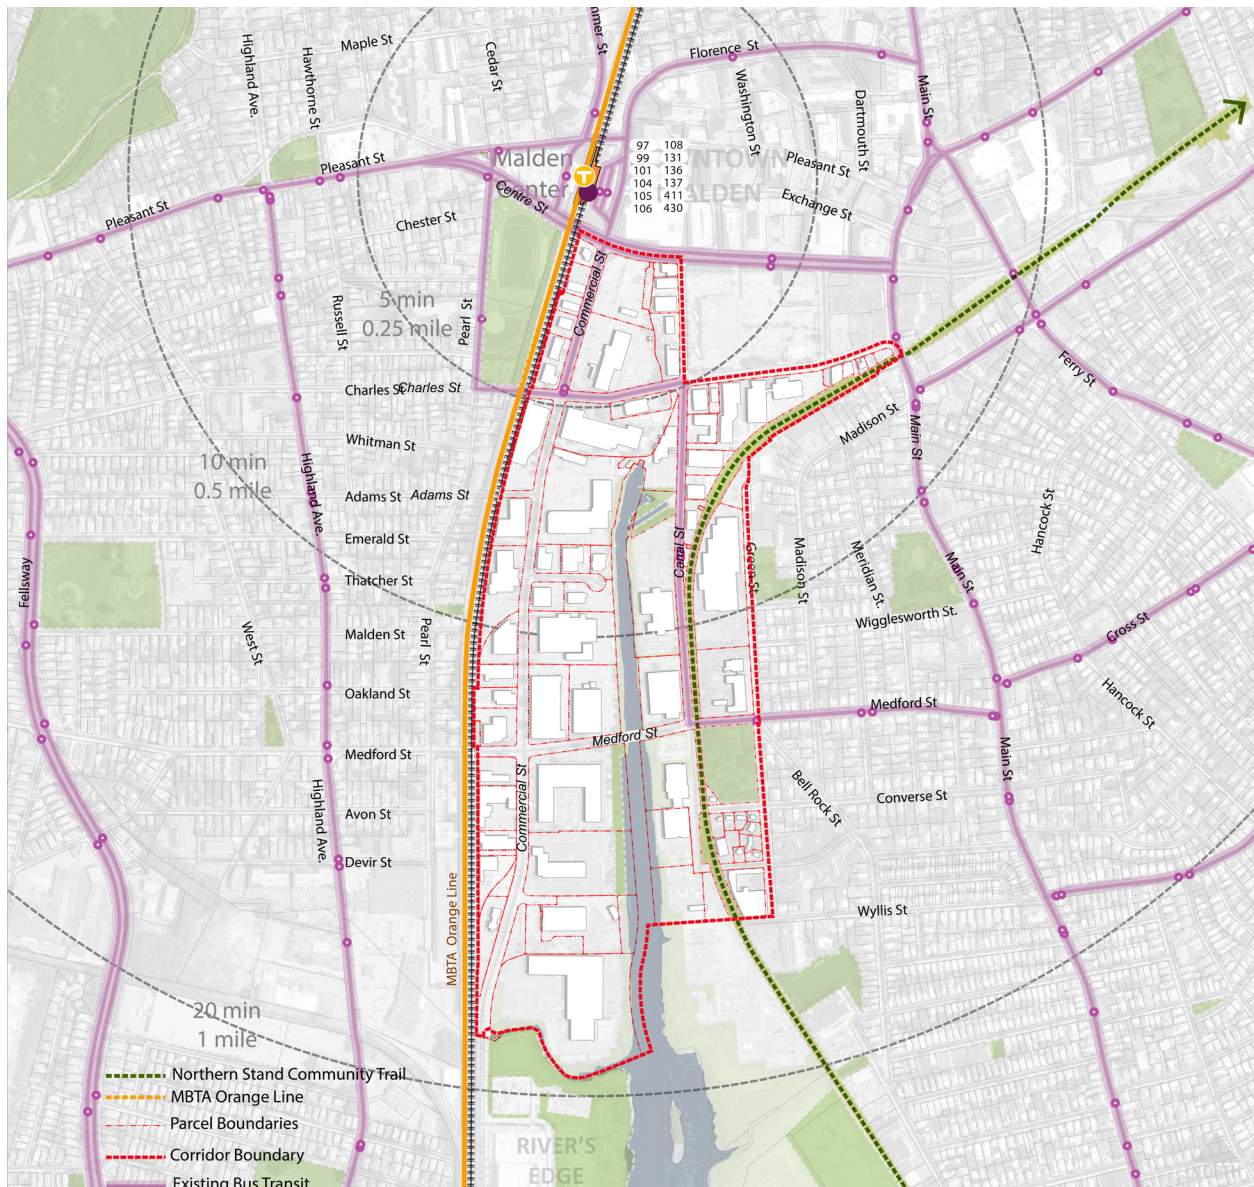 Maple St
Highland Ave.
Hawthorne St
Cedar St
mmer St
Florence St
Washington St
Dartmouth St
Main St
Pleasant St
Malden
Center
97 108
99 131
101 136
104 137
105 411
106 430
NTOWN
ALDEN
Pleasant St
Exchange St
Pleasant St
Centre St
Chester St
Commercial St
5 min
0.25 mile
Russell St
Pearl St
Charles St
Charles St
Ferry St
Madison St
Main St
Whitman St
10 min
0.5 mile
Highland Ave.
Adams St
Adams St
Hancock St
Emerald St
Canal St
Green St
Madison St
Meridian St.
Main St
Fellsway
Thatcher St
Wigglesworth St.
Cross St
West St
Malden St
Pearl St
Oakland St
Hancock St
Medford St
Medford St
Medford St
Main St
Highland Ave.
Commercial St
Bell Rock St
Converse St
Avon St
Devir St
MBTA Orange Line
Wyllis St
20 min
1 mile
Northern Stand Community Trail
MBTA Orange Line
Parcel Boundaries
Corridor Boundary
Existing Bus Transit
RIVER'S
EDGE
NORTH